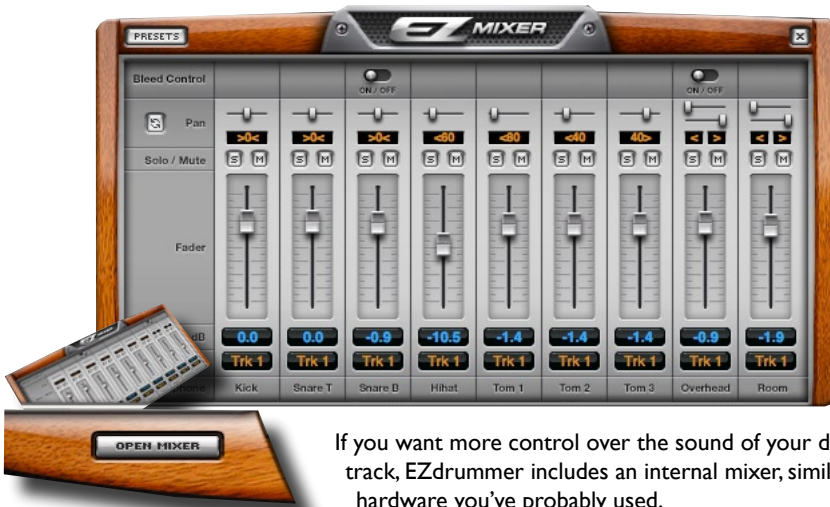 PRESETS
EZ MIXER
X
Bleed Control
ON / OFF ON / OFF
Pan >0< >0< >0< <60 <80 <40 40> < > < >
Solo / Mute S M S M S M S M S M S M S M S M S M
Fader
dB 0.0 0.0 -0.9 -10.5 -1.4 -1.4 -1.4 -0.9 -1.9
Trk 1 Trk 1 Trk 1 Trk 1 Trk 1 Trk 1 Trk 1 Trk 1 Trk 1
phone Kick Snare T Snare B Hihat Tom 1 Tom 2 Tom 3 Overhead Room
OPEN MIXER
If you want more control over the sound of your d
track, EZdrummer includes an internal mixer, simil
hardware you've probably used.